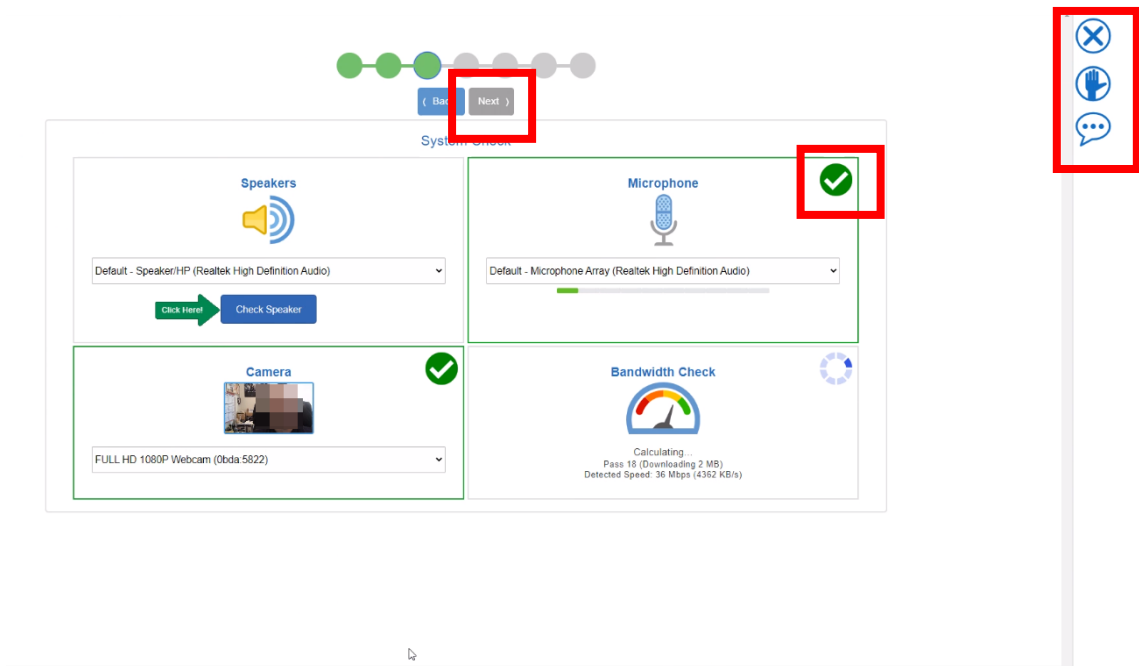 Next )
System Check
Speakers
Default - Speaker/HP (Realtek High Definition Audio)
Click Here!
Check Speaker
Microphone
Default - Microphone Array (Realtek High Definition Audio)
Camera
FULL HD 1080P Webcam (0bda:5822)
Bandwidth Check
Calculating...
Pass 18 (Downloading 2 MB)
Detected Speed: 36 Mbps (4362 KB/s)